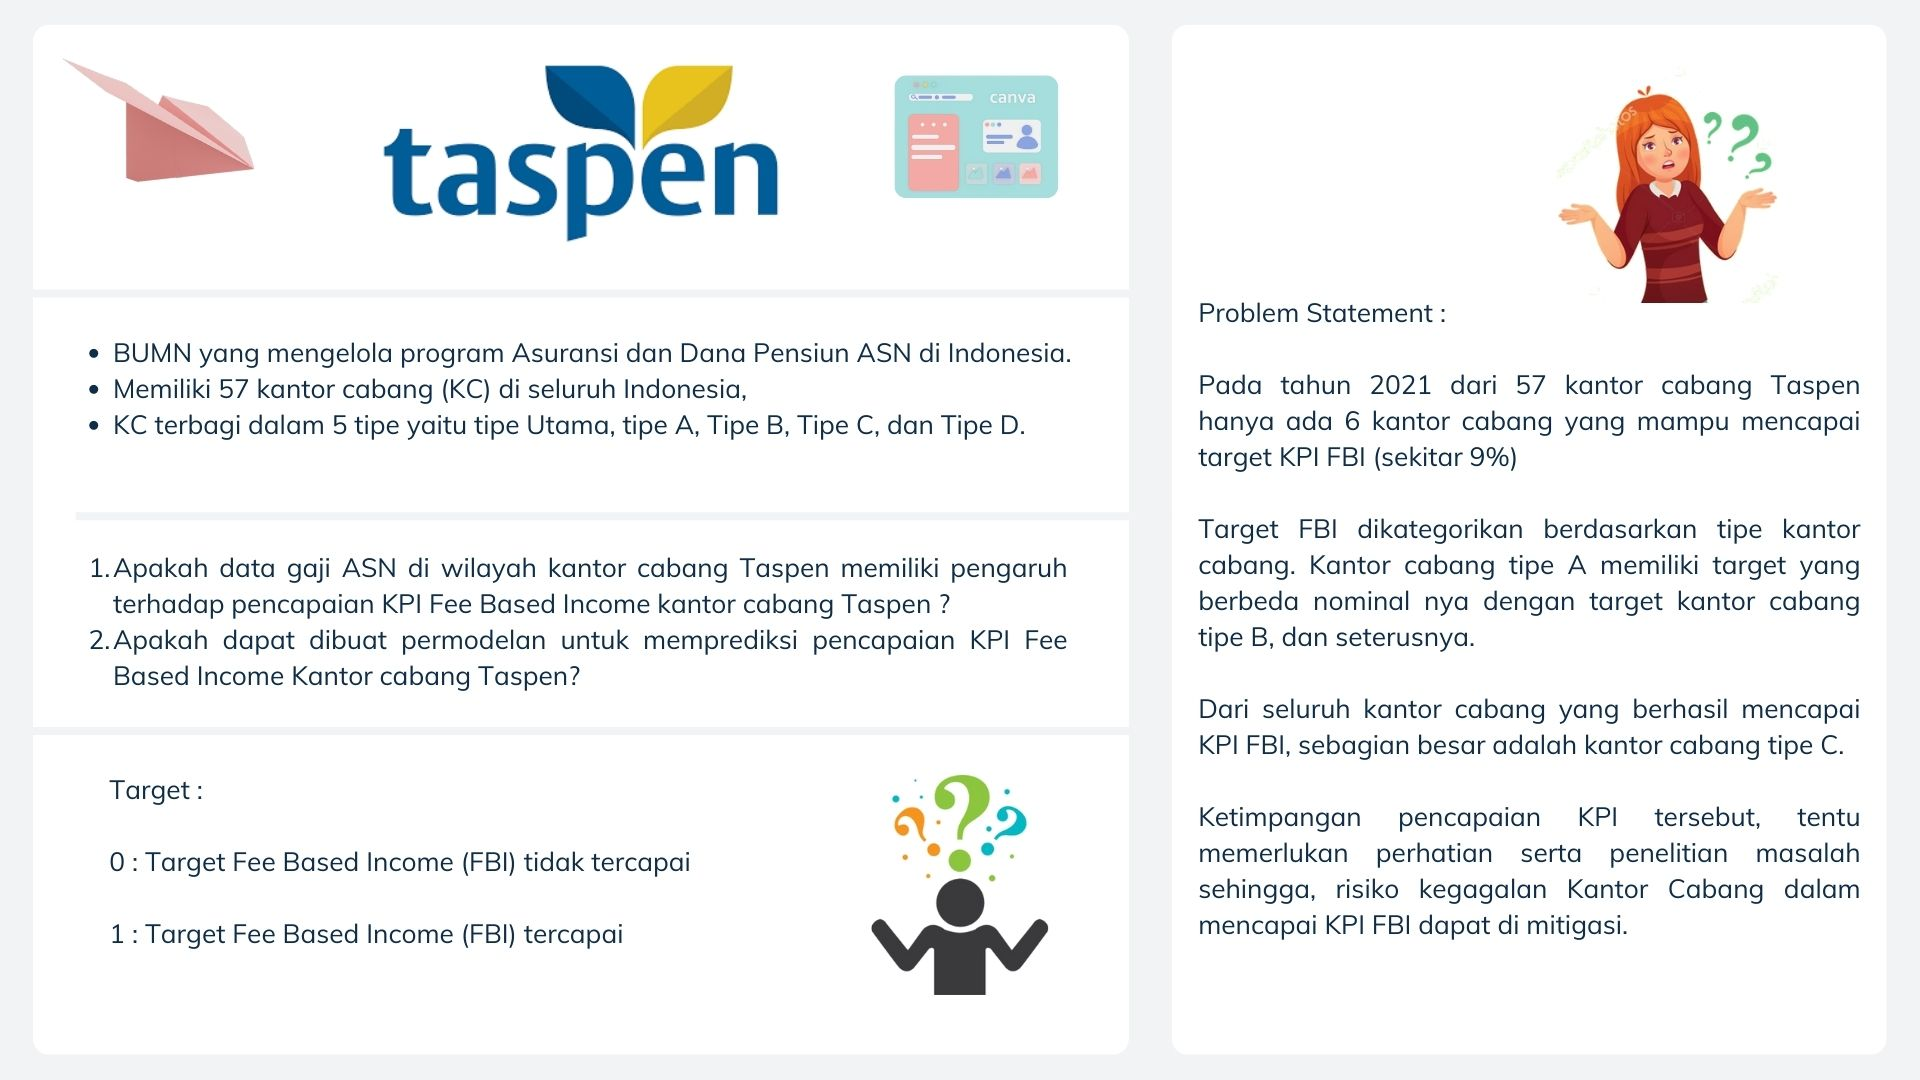 taspen
canva
BUMN yang mengelola program Asuransi dan Dana Pensiun ASN di Indonesia.
Memiliki 57 kantor cabang (KC) di seluruh Indonesia,
KC terbagi dalam 5 tipe yaitu tipe Utama, tipe A, Tipe B, Tipe C, dan Tipe D.
1. Apakah data gaji ASN di wilayah kantor cabang Taspen memiliki pengaruh
terhadap pencapaian KPI Fee Based Income kantor cabang Taspen ?
2. Apakah dapat dibuat permodelan untuk memprediksi pencapaian KPI Fee
Based Income Kantor cabang Taspen?
Target :
0 : Target Fee Based Income (FBI) tidak tercapai
1 : Target Fee Based Income (FBI) tercapai
Problem Statement :
Pada tahun 2021 dari 57 kantor cabang Taspen
hanya ada 6 kantor cabang yang mampu mencapai
target KPI FBI (sekitar 9%)
Target FBI dikategorikan berdasarkan tipe kantor
cabang. Kantor cabang tipe A memiliki target yang
berbeda nominal nya dengan target kantor cabang
tipe B, dan seterusnya.
Dari seluruh kantor cabang yang berhasil mencapai
KPI FBI, sebagian besar adalah kantor cabang tipe C.
Ketimpangan pencapaian KPI tersebut, tentu
memerlukan perhatian serta penelitian masalah
sehingga, risiko kegagalan Kantor Cabang dalam
mencapai KPI FBI dapat di mitigasi.